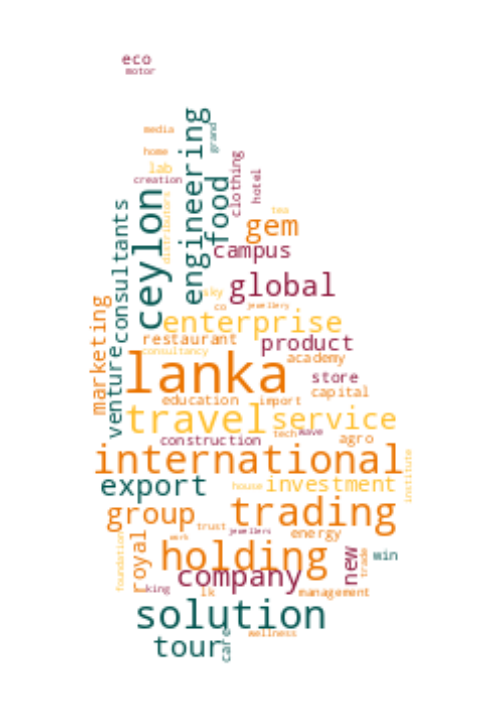 eco
motor
engineering
grand
media
home
lab
creation
clothing
hotel
food
ceylon
distributors
consultants
tea
gem
campus
global
sky
co
jewellery
marketing
enterprise
restaurant
product
consultancy
academy
venture
lanka
store
capital
education
import
travel
service
construction
tech
wave
agro
international
institute
export
house
investment
group
trading
trust
jewellers
energy
work
royal
foundation
holding
new
trade
win
company
king
lk
management
solution
care
wellness
tour